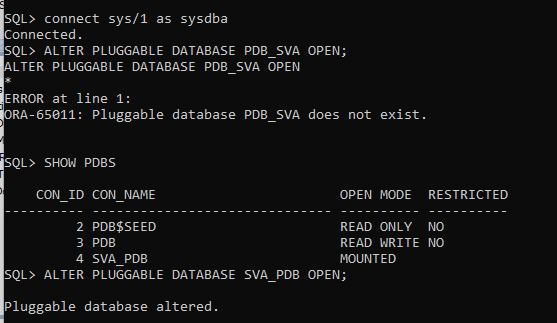 SQL> connect sys/1 as sysdba
Connected.
SQL> ALTER PLUGGABLE DATABASE PDB_SVA OPEN;
ALTER PLUGGABLE DATABASE PDB_SVA OPEN
*
ERROR at line 1:
ORA-65011: Pluggable database PDB_SVA does not exist.
SQL> SHOW PDBS
    CON_ID CON_NAME                       OPEN MODE  RESTRICTED
---------- ------------------------------ ---------- ----------
         2 PDB$SEED                       READ ONLY  NO
         3 PDB                            READ WRITE NO
         4 SVA_PDB                        MOUNTED
SQL> ALTER PLUGGABLE DATABASE SVA_PDB OPEN;
Pluggable database altered.